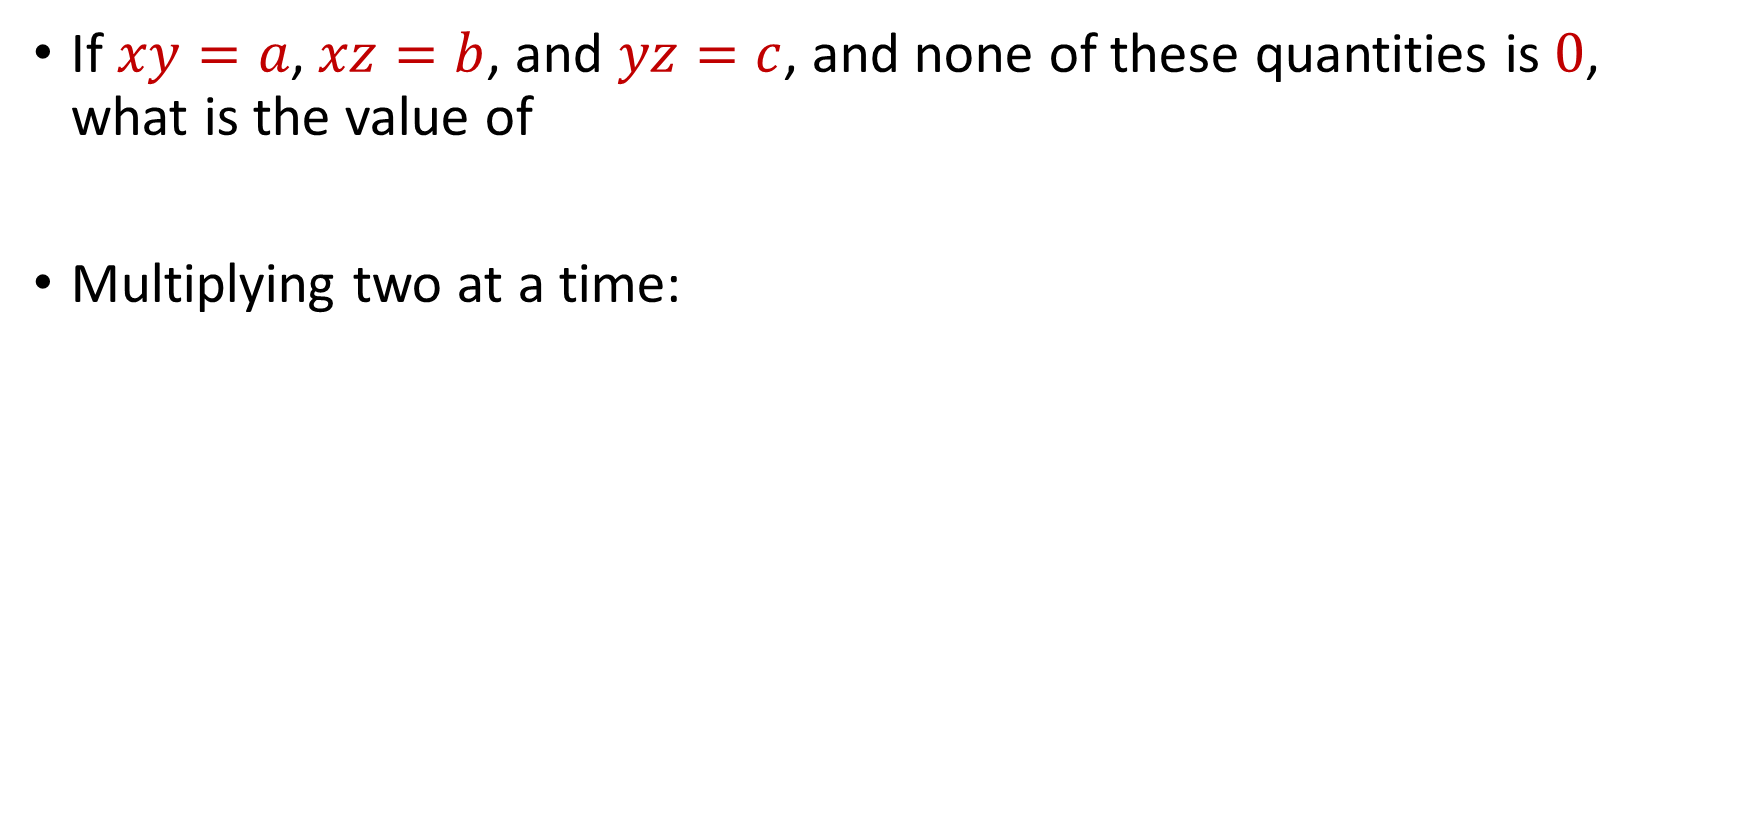 • If xy = a, xz = b, and yz = c, and none of these quantities is 0,
what is the value of
• Multiplying two at a time: